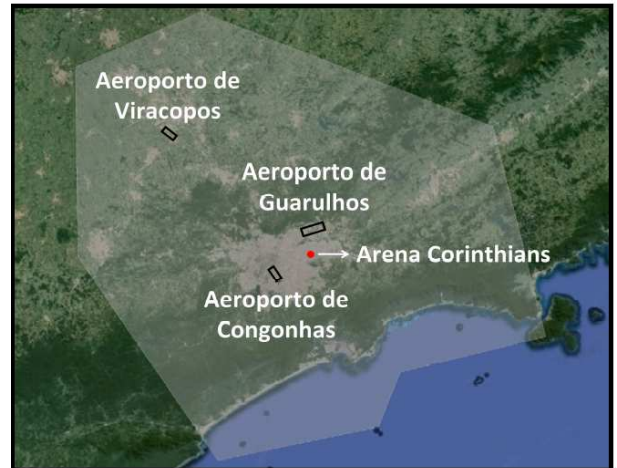 Aeroporto de
Viracopos
Aeroporto de
Guarulhos
Arena Corinthians
Aeroporto de
Congonhas